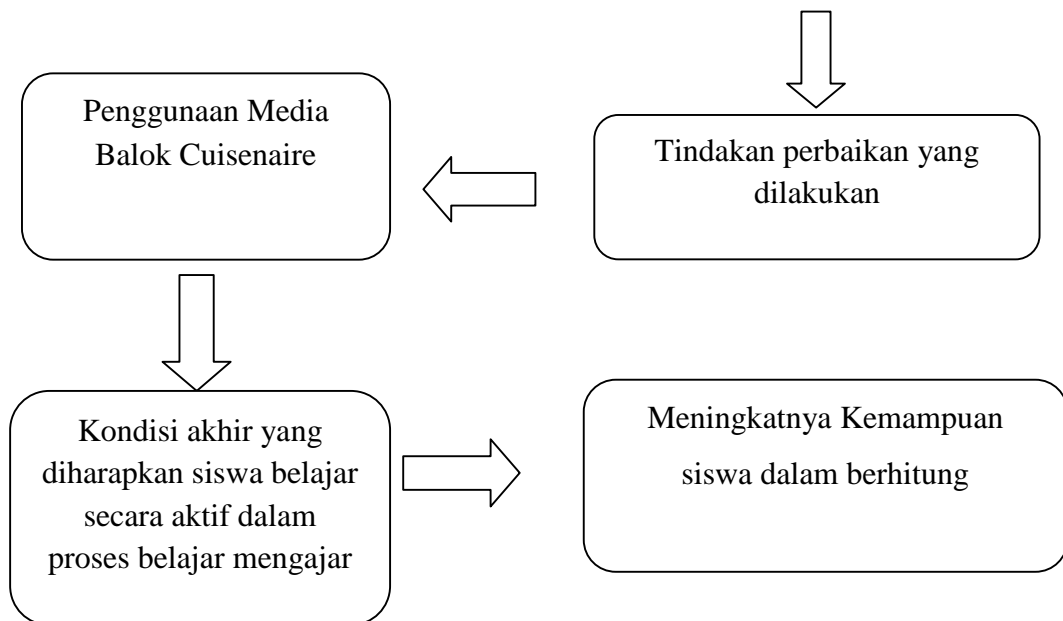 Penggunaan Media
Balok Cuisenaire
Tindakan perbaikan yang
dilakukan
Kondisi akhir yang
diharapkan siswa belajar
secara aktif dalam
proses belajar mengajar
Meningkatnya Kemampuan
siswa dalam berhitung